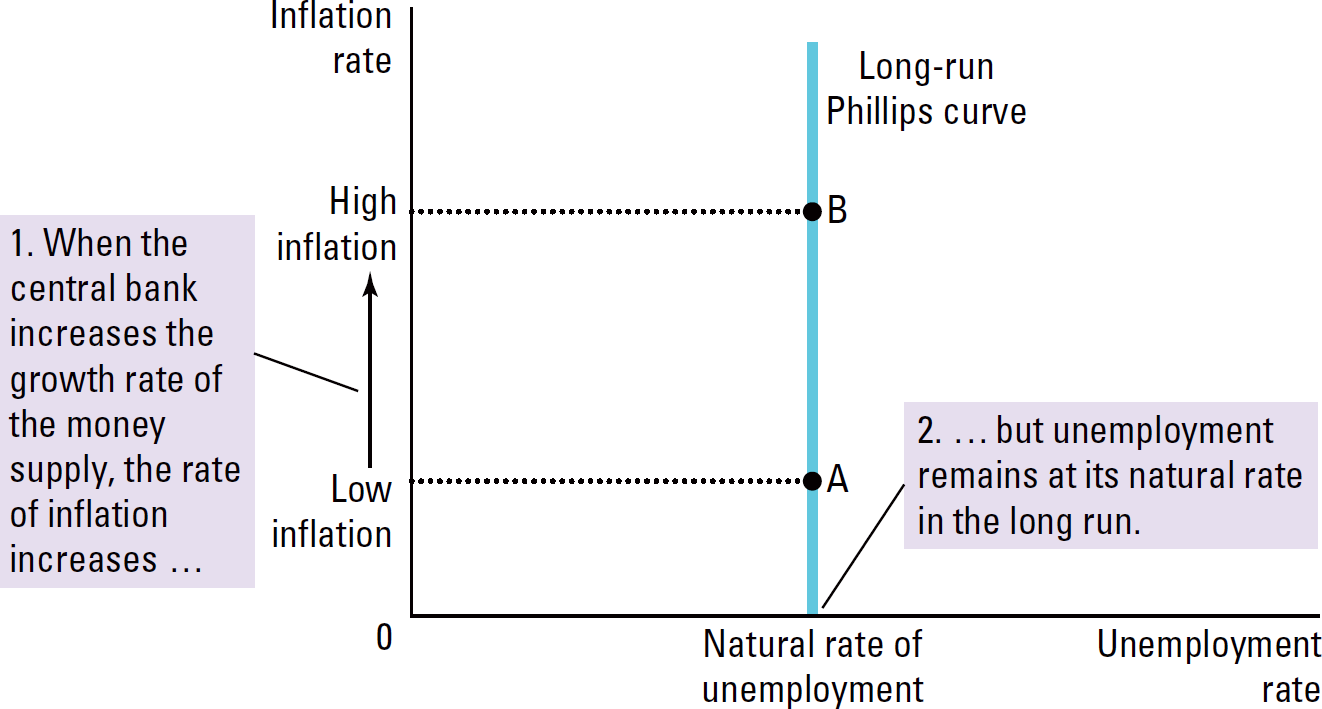 Inflation
rate
Long-run
Phillips curve
High
inflation
B
1. When the
central bank
increases the
growth rate of
the money
supply, the rate
of inflation
increases …
Low
inflation
A
2. … but unemployment
remains at its natural rate
in the long run.
0
Natural rate of
unemployment
Unemployment
rate